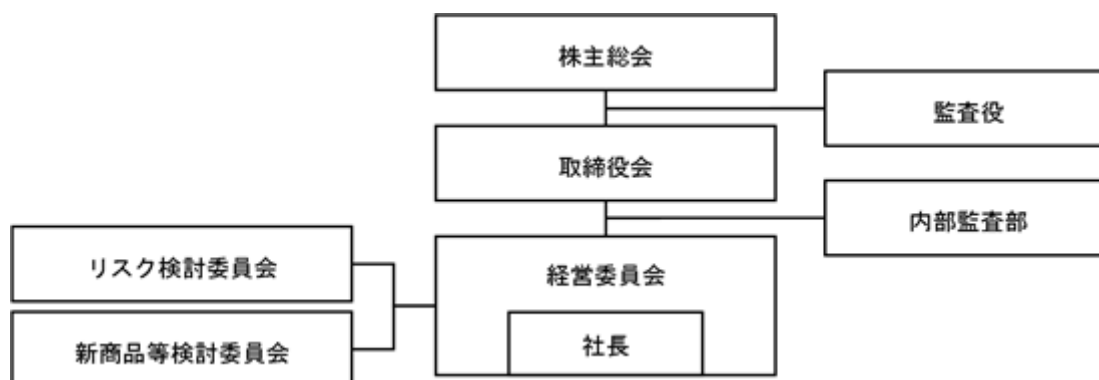 株主総会
監査役
取締役会
内部監査部
リスク検討委員会
経営委員会
新商品等検討委員会
社長